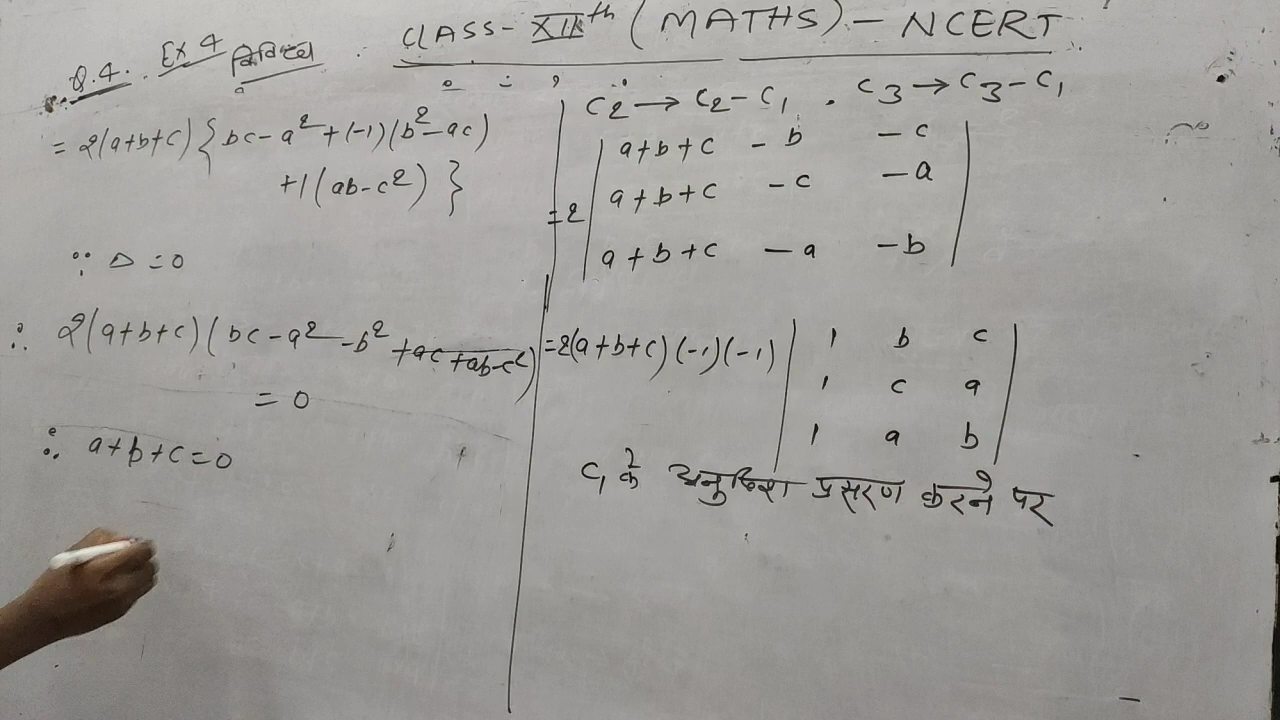 CLASS-XIIth (MATHS) - NCERT
Q.4. Ex 4 विविध
C2 → C2-C1 . C3 → C3-C1
=2 | a+b+c -b -c |
| a+b+c -c -a |
| a+b+c -a -b |
=2(a+b+c)(-1)(-1) | 1 b c |
| 1 c a |
| 1 a b |
C1 के अनुदिश प्रसरण करने पर
= 2(a+b+c) { bc-a² + (-1)(b²-ac)
+1(ab-c²) }
∵ Δ=0
∴ 2(a+b+c)(bc-a²-b²+ac+ab-c²)
= 0
∴ a+b+c=0